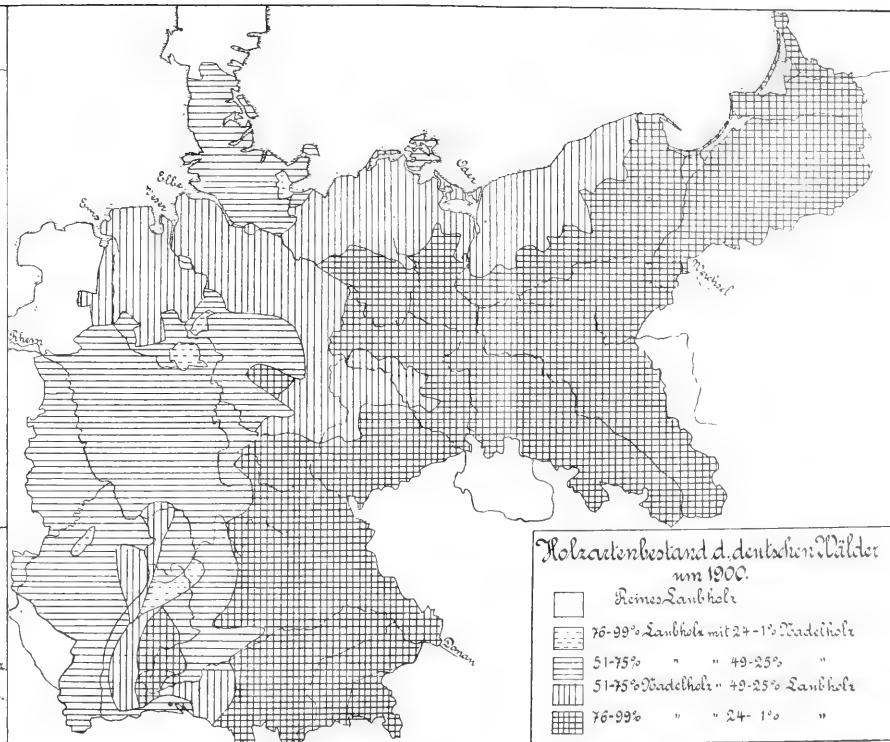 Elbe
Weser
Ems
Oder
Weichsel
Rhein
Donau
Holzartenbestand d. deutschen Wälder
um 1900.
Reines Laubholz
76-99% Laubholz mit 24-1% Nadelholz
51-75% " " 49-25% "
51-75% Nadelholz " 49-25% Laubholz
76-99% " " 24-1% "